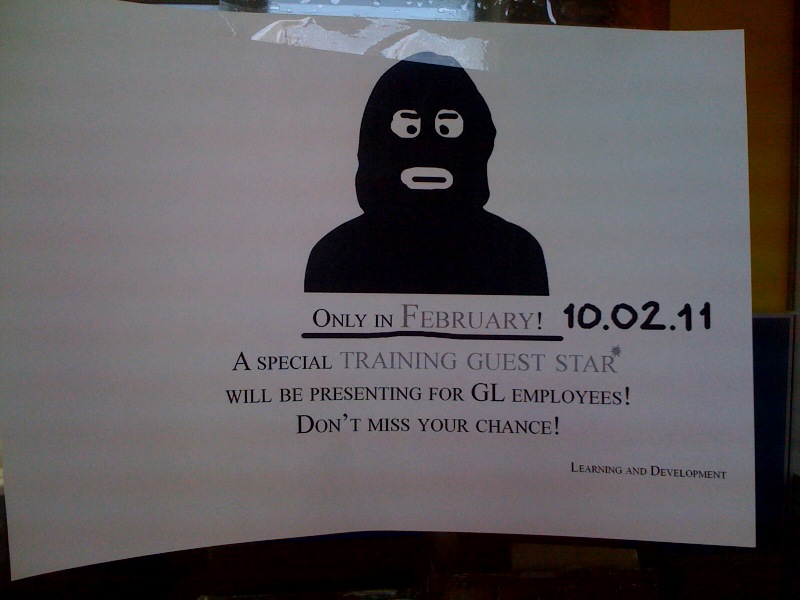 Only in February! 10.02.11
A special training guest star*
will be presenting for GL employees!
Don't miss your chance!
Learning and Development